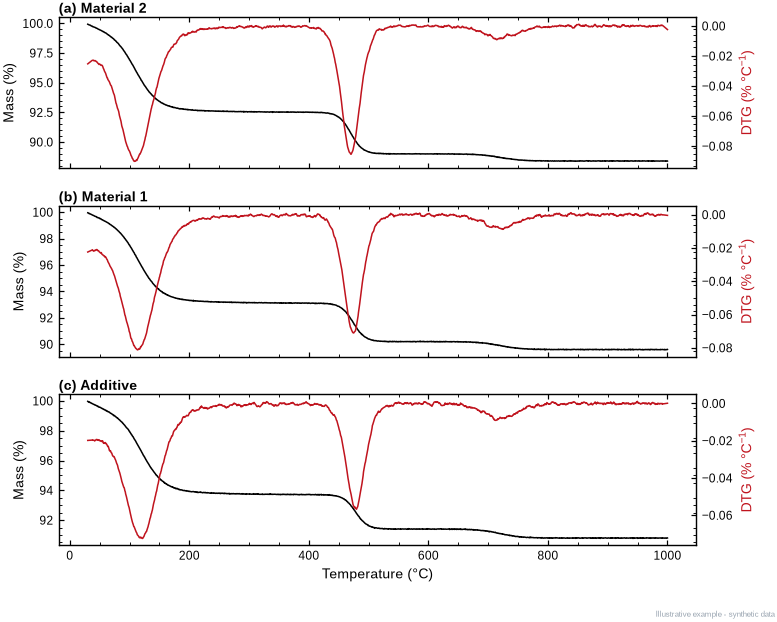 (a) Material 2
100.0
97.5
95.0
92.5
90.0
Mass (%)
0.00
−0.02
−0.04
−0.06
−0.08
DTG (% °C−1)
(b) Material 1
100
98
96
94
92
90
Mass (%)
0.00
−0.02
−0.04
−0.06
−0.08
DTG (% °C−1)
(c) Additive
100
98
96
94
92
Mass (%)
0.00
−0.02
−0.04
−0.06
DTG (% °C−1)
0 200 400 600 800 1000
Temperature (°C)
Illustrative example - synthetic data